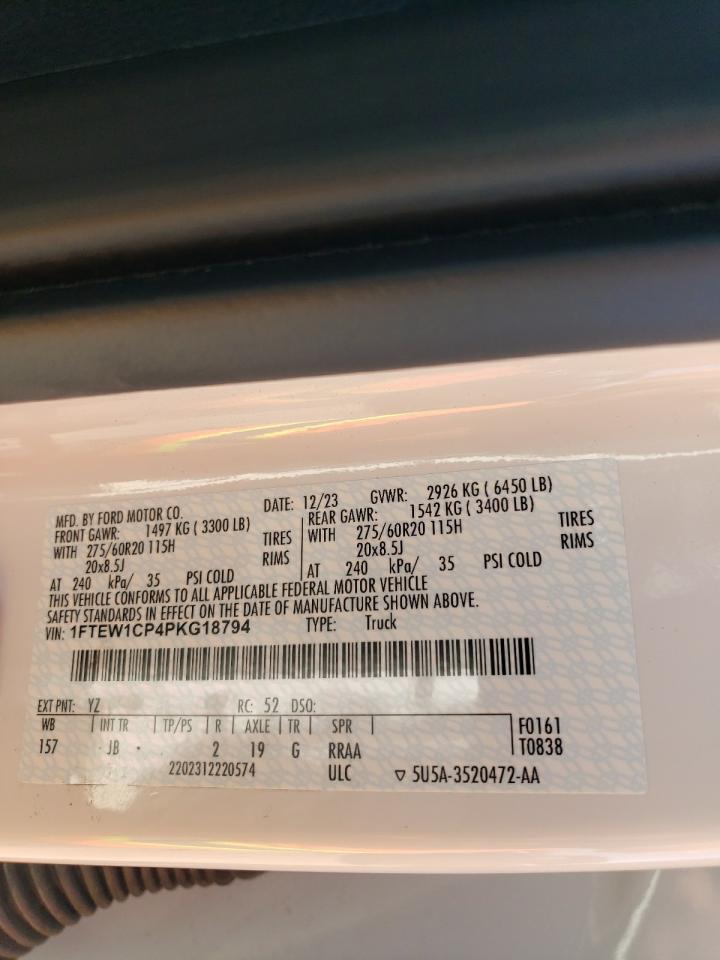 MFD. BY FORD MOTOR CO. DATE: 12/23 GVWR: 2926 KG ( 6450 LB)
FRONT GAWR: 1497 KG ( 3300 LB) REAR GAWR: 1542 KG ( 3400 LB)
WITH 275/60R20 115H TIRES WITH 275/60R20 115H TIRES
20x8.5J RIMS 20x8.5J RIMS
AT 240 kPa/ 35 PSI COLD AT 240 kPa/ 35 PSI COLD
THIS VEHICLE CONFORMS TO ALL APPLICABLE FEDERAL MOTOR VEHICLE
SAFETY STANDARDS IN EFFECT ON THE DATE OF MANUFACTURE SHOWN ABOVE.
VIN: 1FTEW1CP4PKG18794 TYPE: Truck
EXT PNT: YZ RC: 52 DSO:
WB INT TR TP/PS R AXLE TR SPR F0161
157 JB 2 19 G RRAA T0838
2202312220574 ULC ▽ 5U5A-3520472-AA